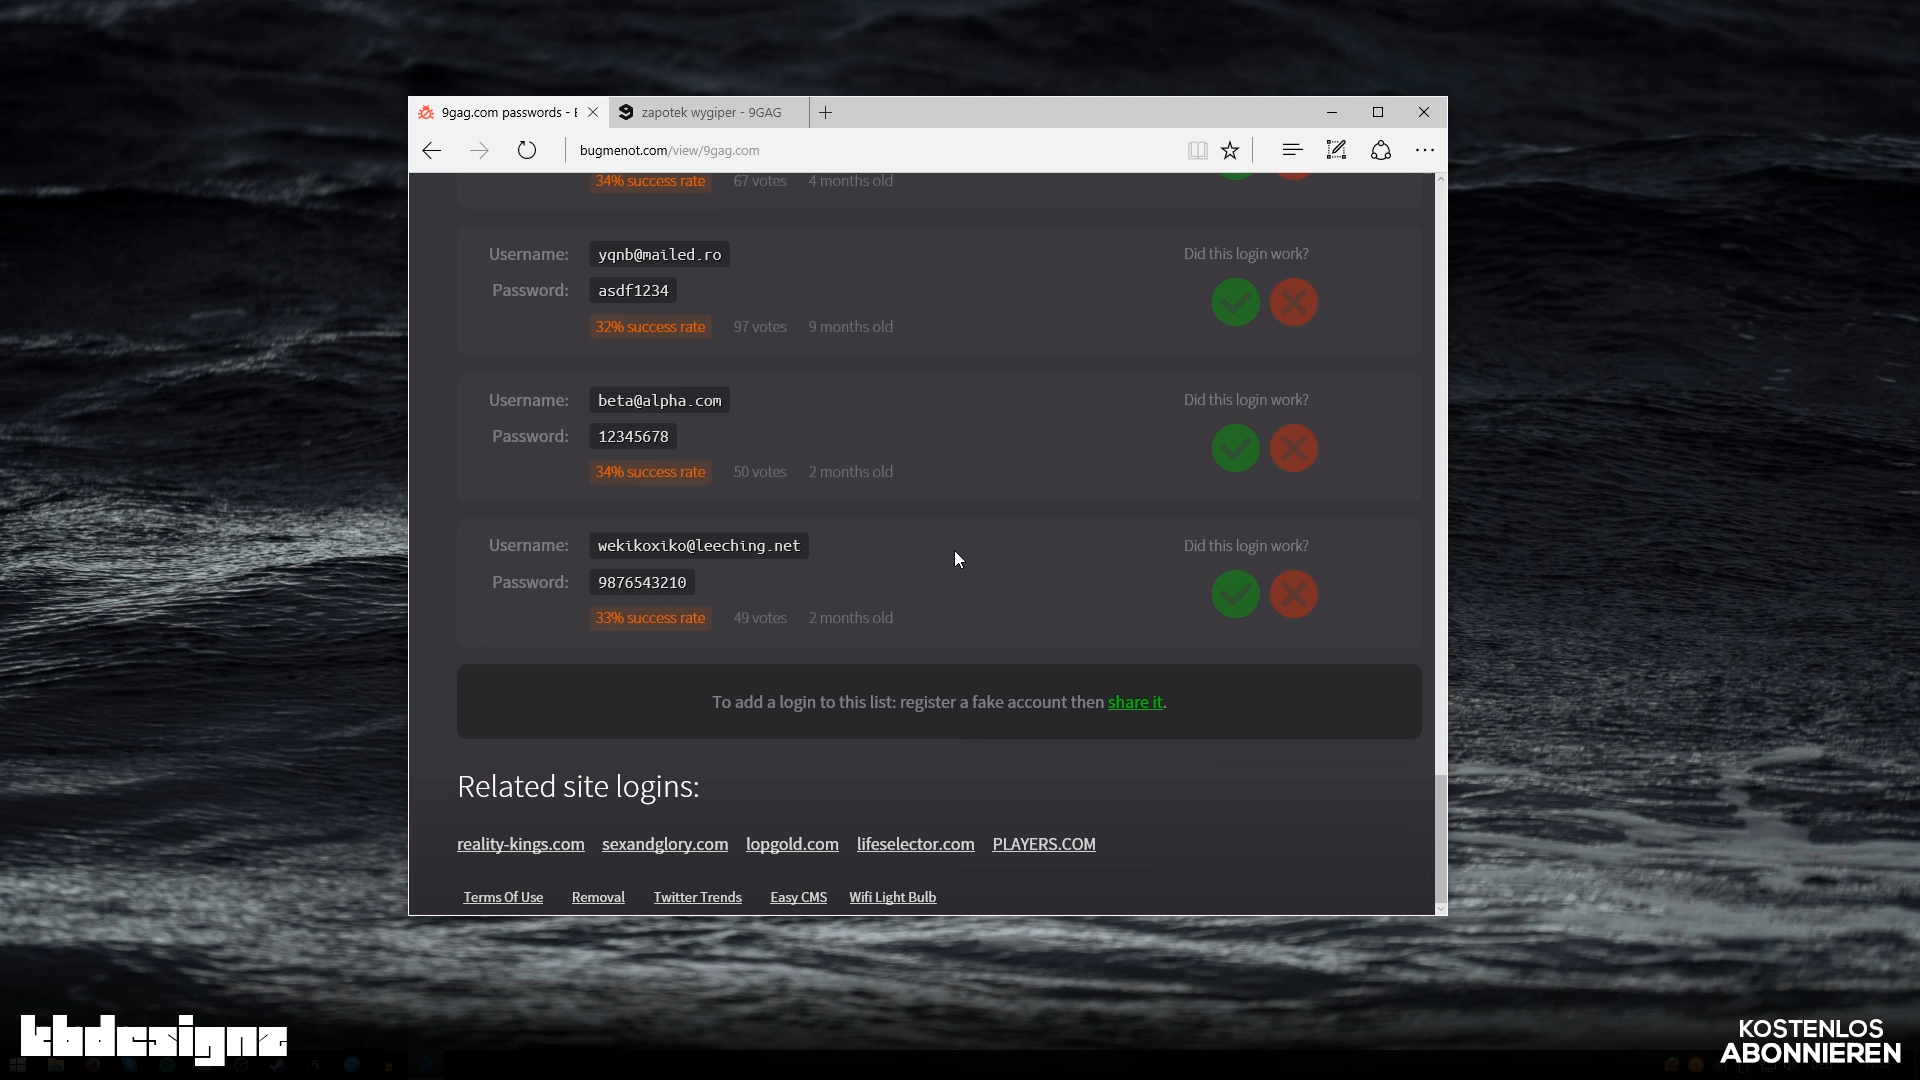 9gag.com passwords - B
zapotek wygiper - 9GAG
bugmenot.com/view/9gag.com
34% success rate 67 votes 4 months old
Username: yqnb@mailed.ro Did this login work?
Password: asdf1234
32% success rate 97 votes 9 months old
Username: beta@alpha.com Did this login work?
Password: 12345678
34% success rate 50 votes 2 months old
Username: wekikoxiko@leeching.net Did this login work?
Password: 9876543210
33% success rate 49 votes 2 months old
To add a login to this list: register a fake account then share it.
Related site logins:
reality-kings.com sexandglory.com lopgold.com lifeselector.com PLAYERS.COM
Terms Of Use Removal Twitter Trends Easy CMS Wifi Light Bulb
kbdesignz
KOSTENLOS
ABONNIEREN